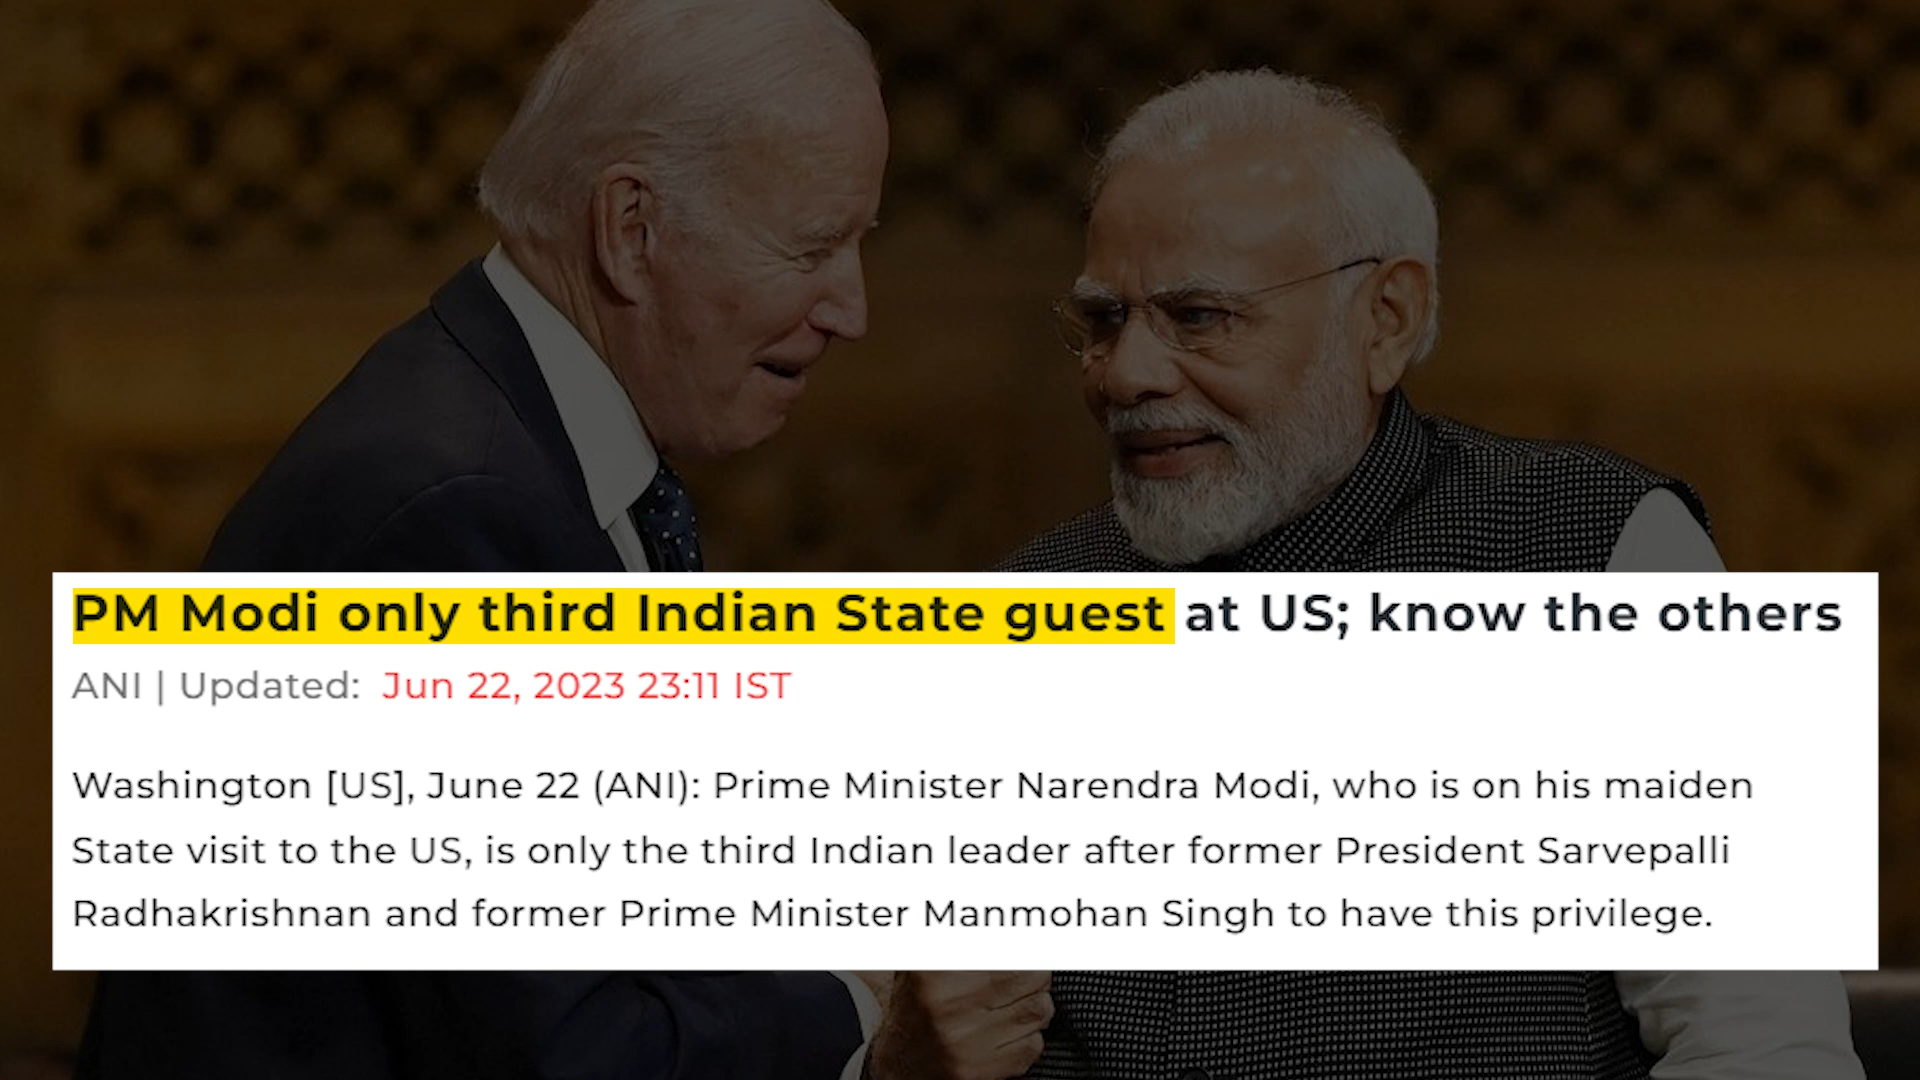 PM Modi only third Indian State guest at US; know the others
ANI | Updated: Jun 22, 2023 23:11 IST
Washington [US], June 22 (ANI): Prime Minister Narendra Modi, who is on his maiden
State visit to the US, is only the third Indian leader after former President Sarvepalli
Radhakrishnan and former Prime Minister Manmohan Singh to have this privilege.